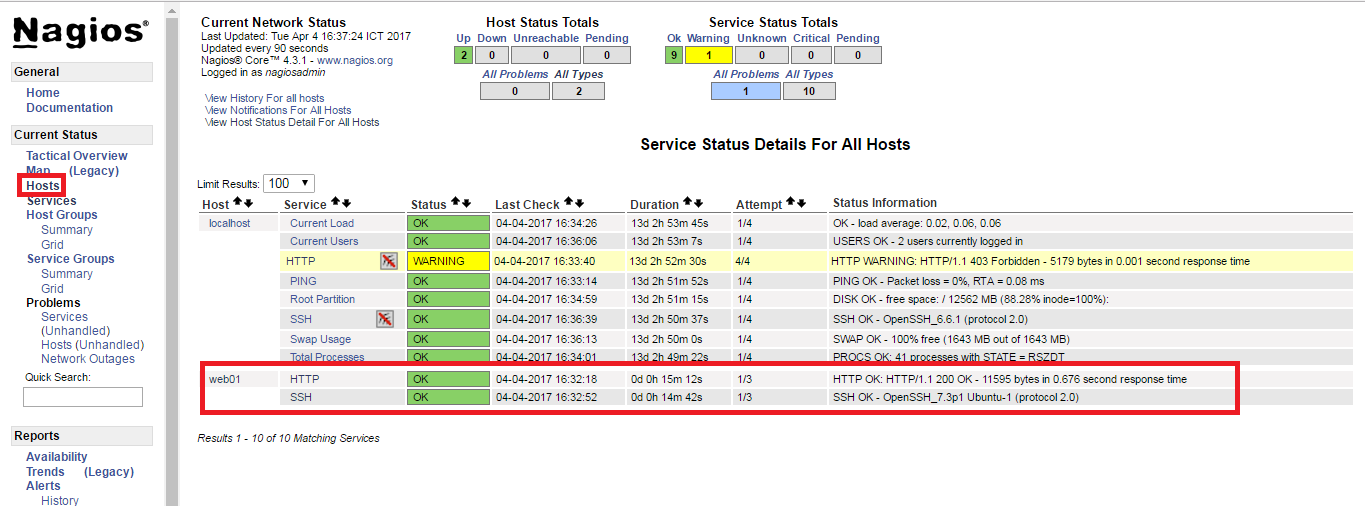 Nagios®
General
Home
Documentation
Current Status
Tactical Overview
Map (Legacy)
Hosts
Services
Host Groups
Summary
Grid
Service Groups
Summary
Grid
Problems
Services
(Unhandled)
Hosts (Unhandled)
Network Outages
Quick Search:
Reports
Availability
Trends (Legacy)
Alerts
History
Current Network Status
Last Updated: Tue Apr 4 16:37:24 ICT 2017
Updated every 90 seconds
Nagios® Core™ 4.3.1 - www.nagios.org
Logged in as nagiosadmin
View History For all hosts
View Notifications For All Hosts
View Host Status Detail For All Hosts
Host Status Totals
Up Down Unreachable Pending
2 0 0 0
All Problems All Types
0 2
Service Status Totals
Ok Warning Unknown Critical Pending
9 1 0 0 0
All Problems All Types
1 10
Service Status Details For All Hosts
Limit Results: 100
Host Service Status Last Check Duration Attempt Status Information
localhost Current Load OK 04-04-2017 16:34:26 13d 2h 53m 45s 1/4 OK - load average: 0.02, 0.06, 0.06
Current Users OK 04-04-2017 16:36:06 13d 2h 53m 7s 1/4 USERS OK - 2 users currently logged in
HTTP WARNING 04-04-2017 16:33:40 13d 2h 52m 30s 4/4 HTTP WARNING: HTTP/1.1 403 Forbidden - 5179 bytes in 0.001 second response time
PING OK 04-04-2017 16:33:14 13d 2h 51m 52s 1/4 PING OK - Packet loss = 0%, RTA = 0.08 ms
Root Partition OK 04-04-2017 16:34:59 13d 2h 51m 15s 1/4 DISK OK - free space: / 12562 MB (88.28% inode=100%):
SSH OK 04-04-2017 16:36:39 13d 2h 50m 37s 1/4 SSH OK - OpenSSH_6.6.1 (protocol 2.0)
Swap Usage OK 04-04-2017 16:36:13 13d 2h 50m 0s 1/4 SWAP OK - 100% free (1643 MB out of 1643 MB)
Total Processes OK 04-04-2017 16:34:01 13d 2h 49m 22s 1/4 PROCS OK: 41 processes with STATE = RSZDT
web01 HTTP OK 04-04-2017 16:32:18 0d 0h 15m 12s 1/3 HTTP OK: HTTP/1.1 200 OK - 11595 bytes in 0.676 second response time
SSH OK 04-04-2017 16:32:52 0d 0h 14m 42s 1/3 SSH OK - OpenSSH_7.3p1 Ubuntu-1 (protocol 2.0)
Results 1 - 10 of 10 Matching Services